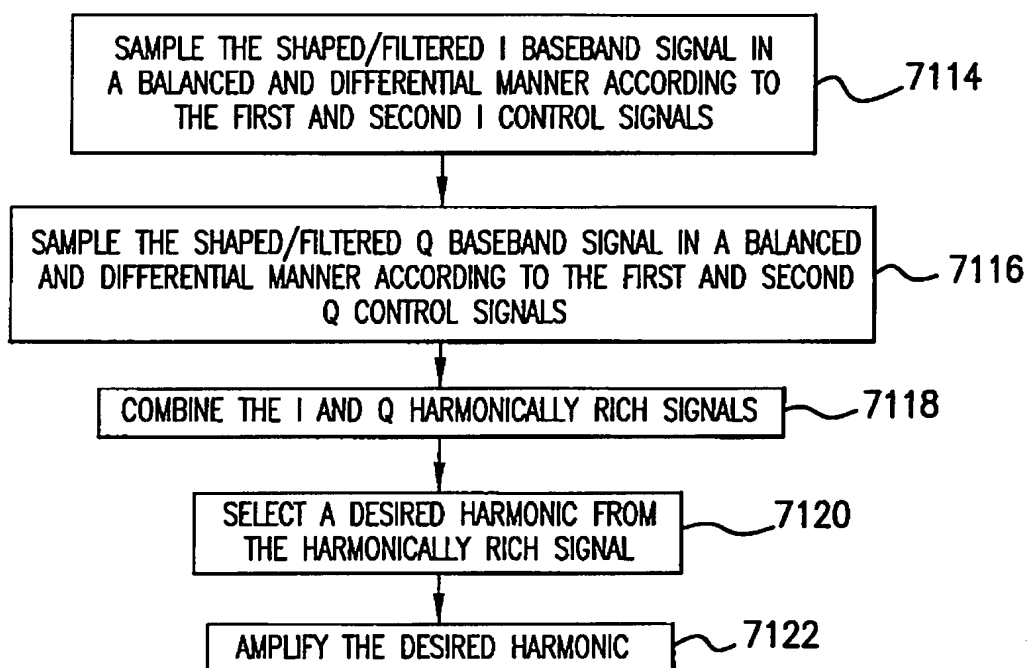 SAMPLE THE SHAPED/FILTERED I BASEBAND SIGNAL IN
A BALANCED AND DIFFERENTIAL MANNER ACCORDING TO
THE FIRST AND SECOND I CONTROL SIGNALS
7114
SAMPLE THE SHAPED/FILTERED Q BASEBAND SIGNAL IN A BALANCED
AND DIFFERENTIAL MANNER ACCORDING TO THE FIRST AND SECOND
Q CONTROL SIGNALS
7116
COMBINE THE I AND Q HARMONICALLY RICH SIGNALS
7118
SELECT A DESIRED HARMONIC FROM
THE HARMONICALLY RICH SIGNAL
7120
AMPLIFY THE DESIRED HARMONIC
7122